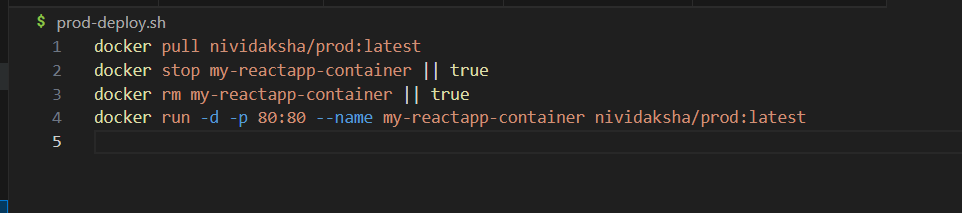 $ prod-deploy.sh
1 docker pull nividaksha/prod:latest
2 docker stop my-reactapp-container || true
3 docker rm my-reactapp-container || true
4 docker run -d -p 80:80 --name my-reactapp-container nividaksha/prod:latest
5